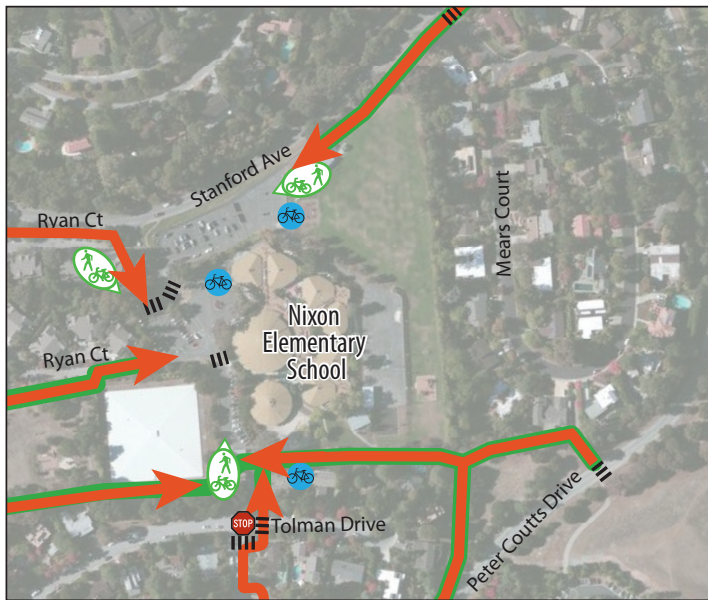 Stanford Ave
Ryan Ct
Mears Court
Nixon
Elementary
School
Ryan Ct
STOP
Tolman Drive
Peter Coutts Drive